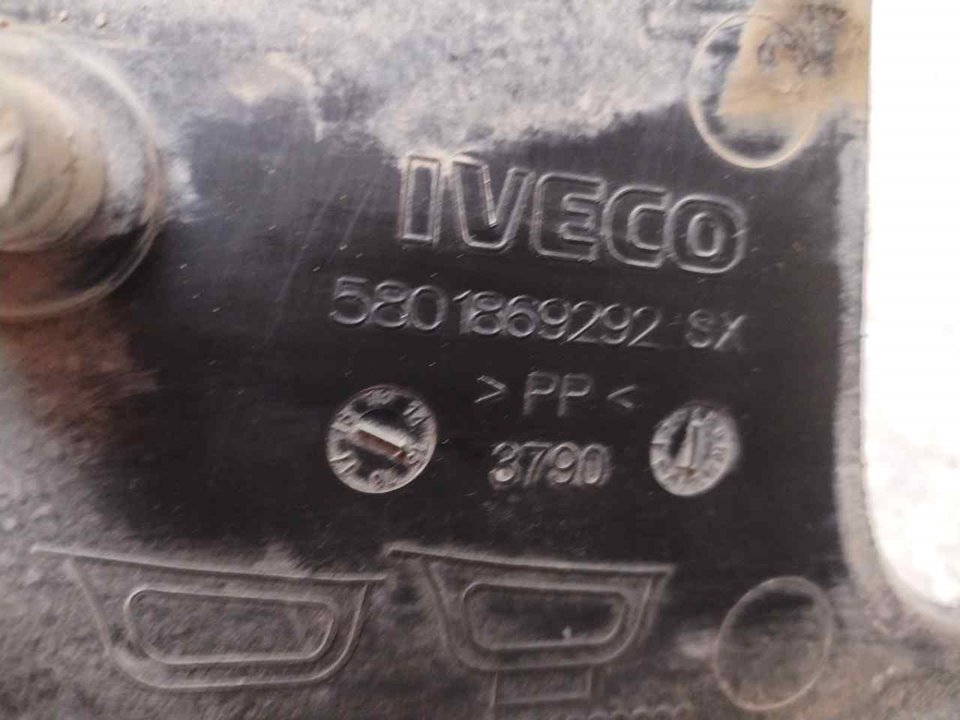 IVECO
5801869292 SX
> PP <
3790